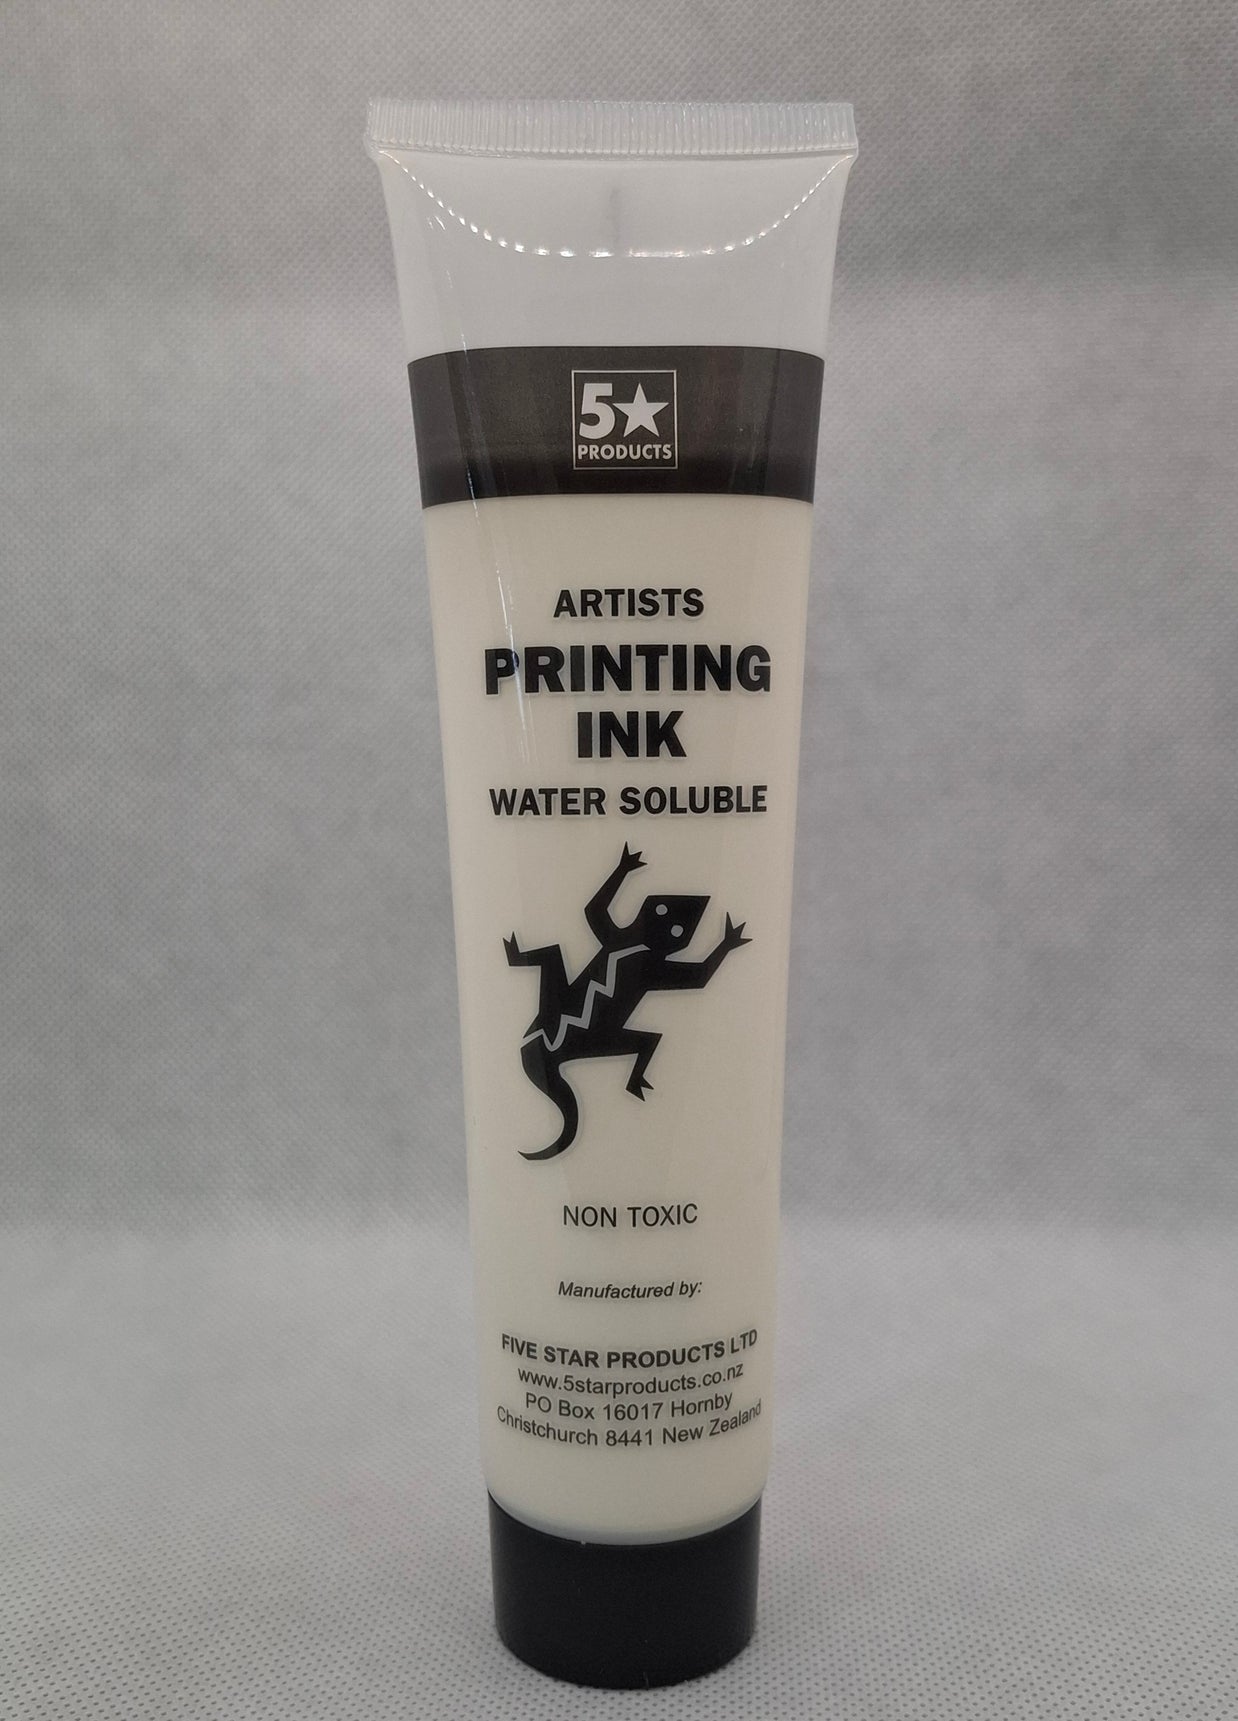 5★
PRODUCTS
ARTISTS
PRINTING
INK
WATER SOLUBLE
NON TOXIC
Manufactured by:
FIVE STAR PRODUCTS LTD
www.5starproducts.co.nz
PO Box 16017 Hornby
Christchurch 8441 New Zealand